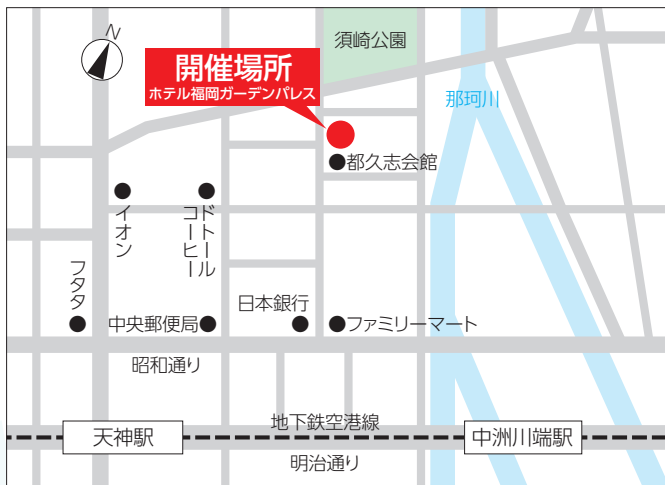 N
須崎公園
開催場所
ホテル福岡ガーデンパレス
那珂川
都久志会館
イオン
ドトール
コーヒー
フタタ
中央郵便局
日本銀行
ファミリーマート
昭和通り
地下鉄空港線
天神駅
中洲川端駅
明治通り